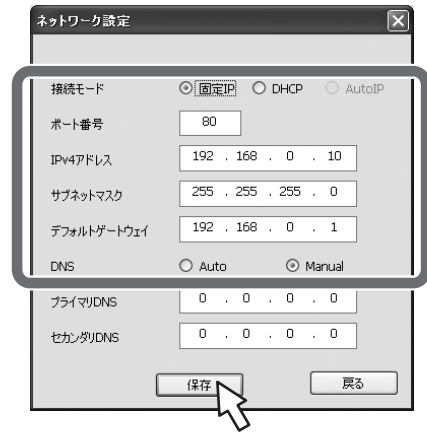 ネットワーク設定
接続モード 固定IP DHCP AutoIP
ポート番号 80
IPv4アドレス 192 . 168 . 0 . 10
サブネットマスク 255 . 255 . 255 . 0
デフォルトゲートウェイ 192 . 168 . 0 . 1
DNS Auto Manual
プライマリDNS 0 . 0 . 0 . 0
セカンダリDNS 0 . 0 . 0 . 0
保存 戻る